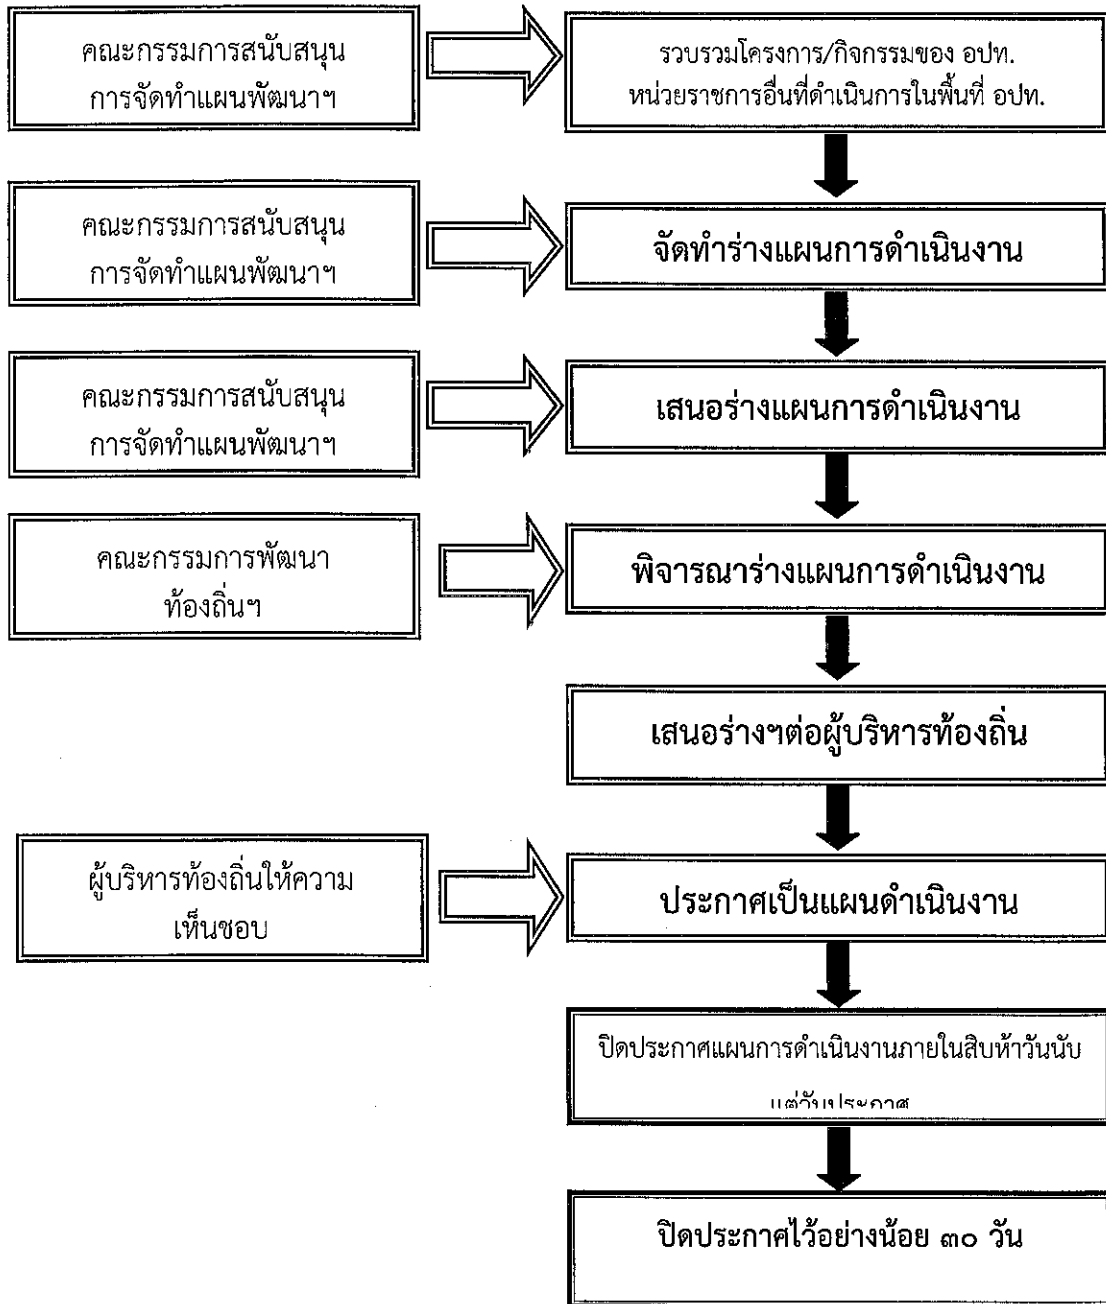 คณะกรรมการสนับสนุน
การจัดทำแผนพัฒนาฯ
รวบรวมโครงการ/กิจกรรมของ อปท.
หน่วยราชการอื่นที่ดำเนินการในพื้นที่ อปท.
คณะกรรมการสนับสนุน
การจัดทำแผนพัฒนาฯ
จัดทำร่างแผนการดำเนินงาน
คณะกรรมการสนับสนุน
การจัดทำแผนพัฒนาฯ
เสนอร่างแผนการดำเนินงาน
คณะกรรมการพัฒนา
ท้องถิ่นฯ
พิจารณาร่างแผนการดำเนินงาน
เสนอร่างฯต่อผู้บริหารท้องถิ่น
ผู้บริหารท้องถิ่นให้ความ
เห็นชอบ
ประกาศเป็นแผนดำเนินงาน
ปิดประกาศแผนการดำเนินงานภายในสิบห้าวันนับ
แต่วันประกาศ
ปิดประกาศไว้อย่างน้อย ๓๐ วัน